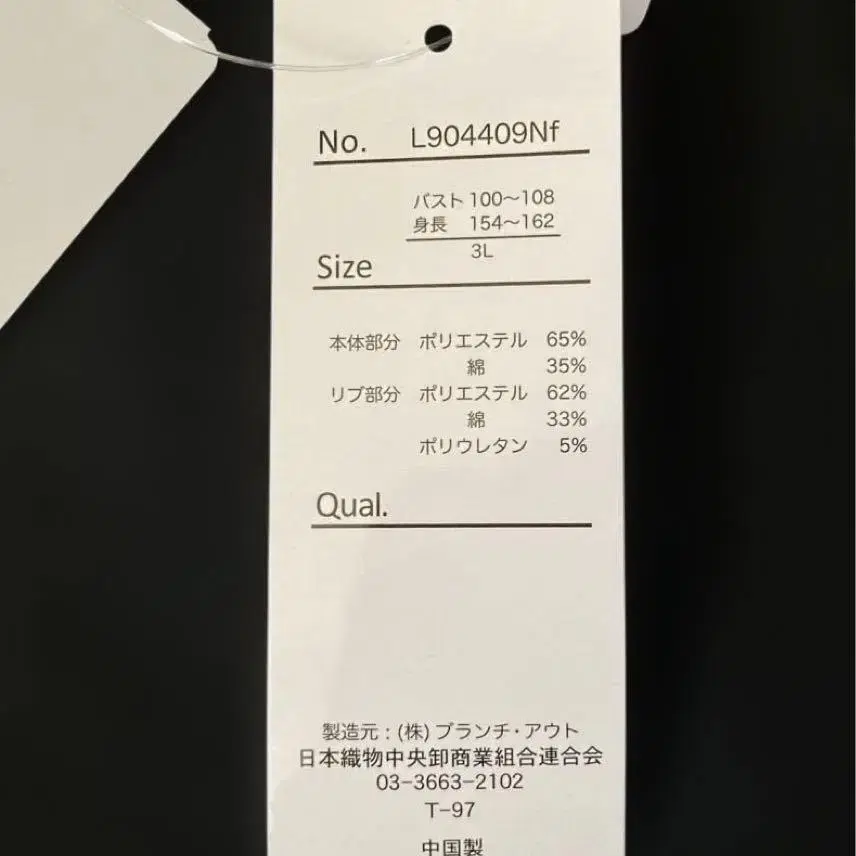 No. L904409Nf
バスト 100〜108
身長 154〜162
3L
Size
本体部分 ポリエステル 65%
綿 35%
リブ部分 ポリエステル 62%
綿 33%
ポリウレタン 5%
Qual.
製造元：(株) ブランチ・アウト
日本織物中央卸商業組合連合会
03-3663-2102
T-97
中国製